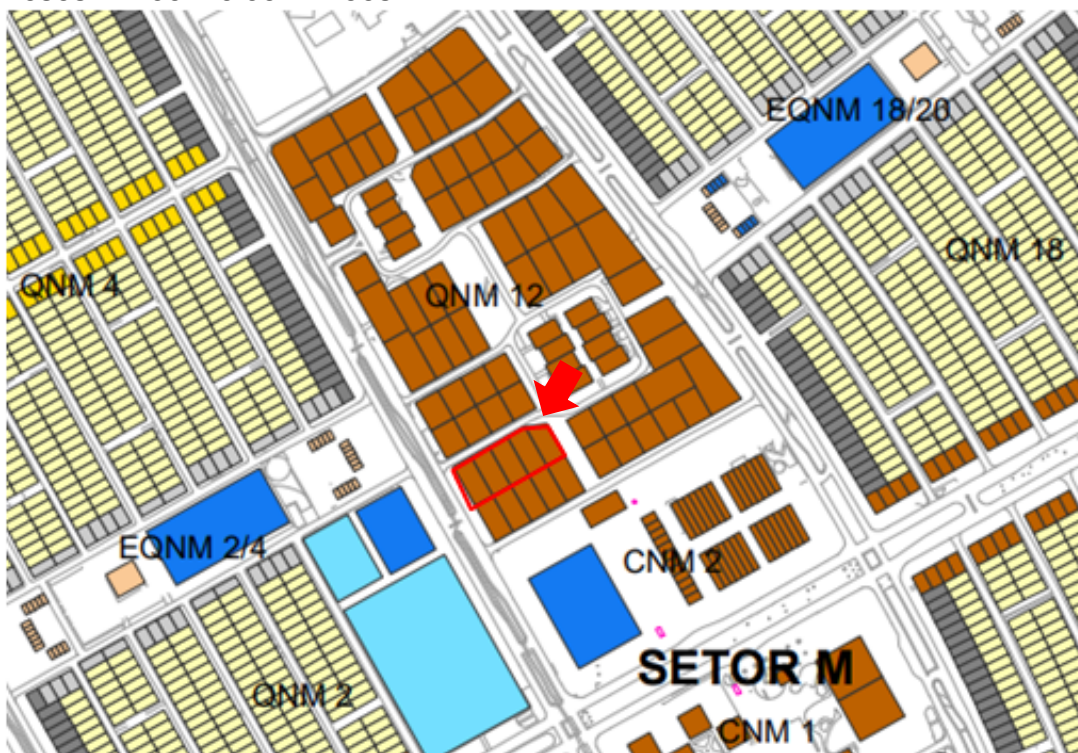 EQNM 18/20
QNM 18
QNM 4
QNM 12
EQNM 2/4
CNM 2
SETOR M
QNM 2
CNM 1